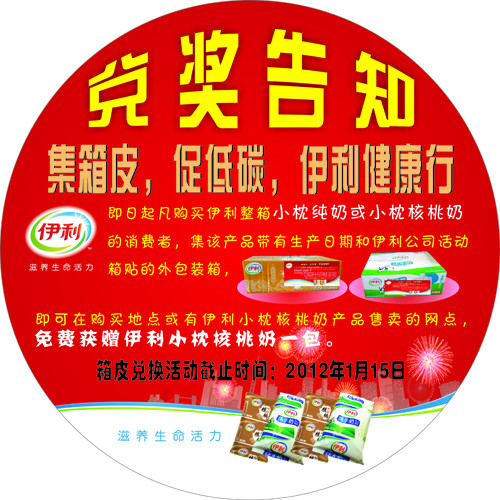 兑奖告知
集箱皮，促低碳，伊利健康行
即日起凡购买伊利整箱小枕纯奶或小枕核桃奶
伊利
的消费者，集该产品带有生产日期和伊利公司活动
滋养生命活力
箱贴的外包装箱，
即可在购买地点或有伊利小枕核桃奶产品售卖的网点，
免费获赠伊利小枕核桃奶一包。
箱皮兑换活动截止时间：2012年1月15日
滋养生命活力
伊利